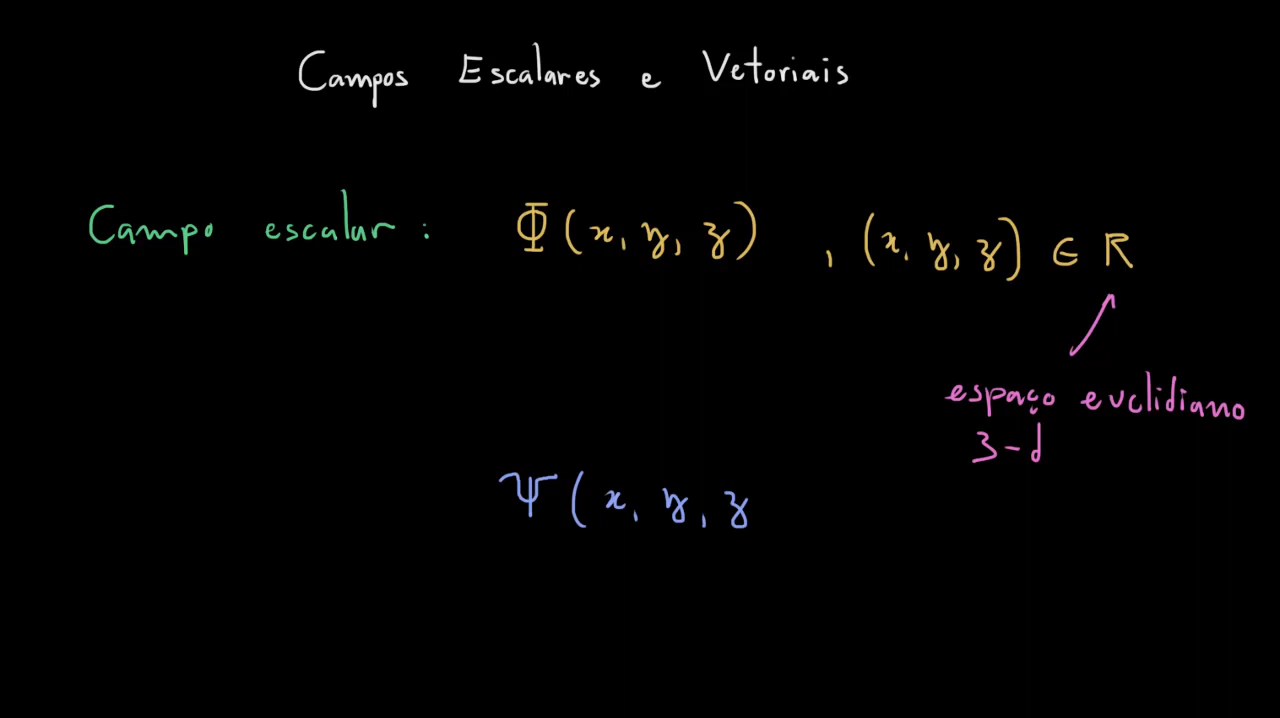 Campos Escalares e Vetoriais
Campo escalar : Φ(x, y, z) , (x, y, z) ∈ R
espaço euclidiano
3-d
Ψ(x, y, z